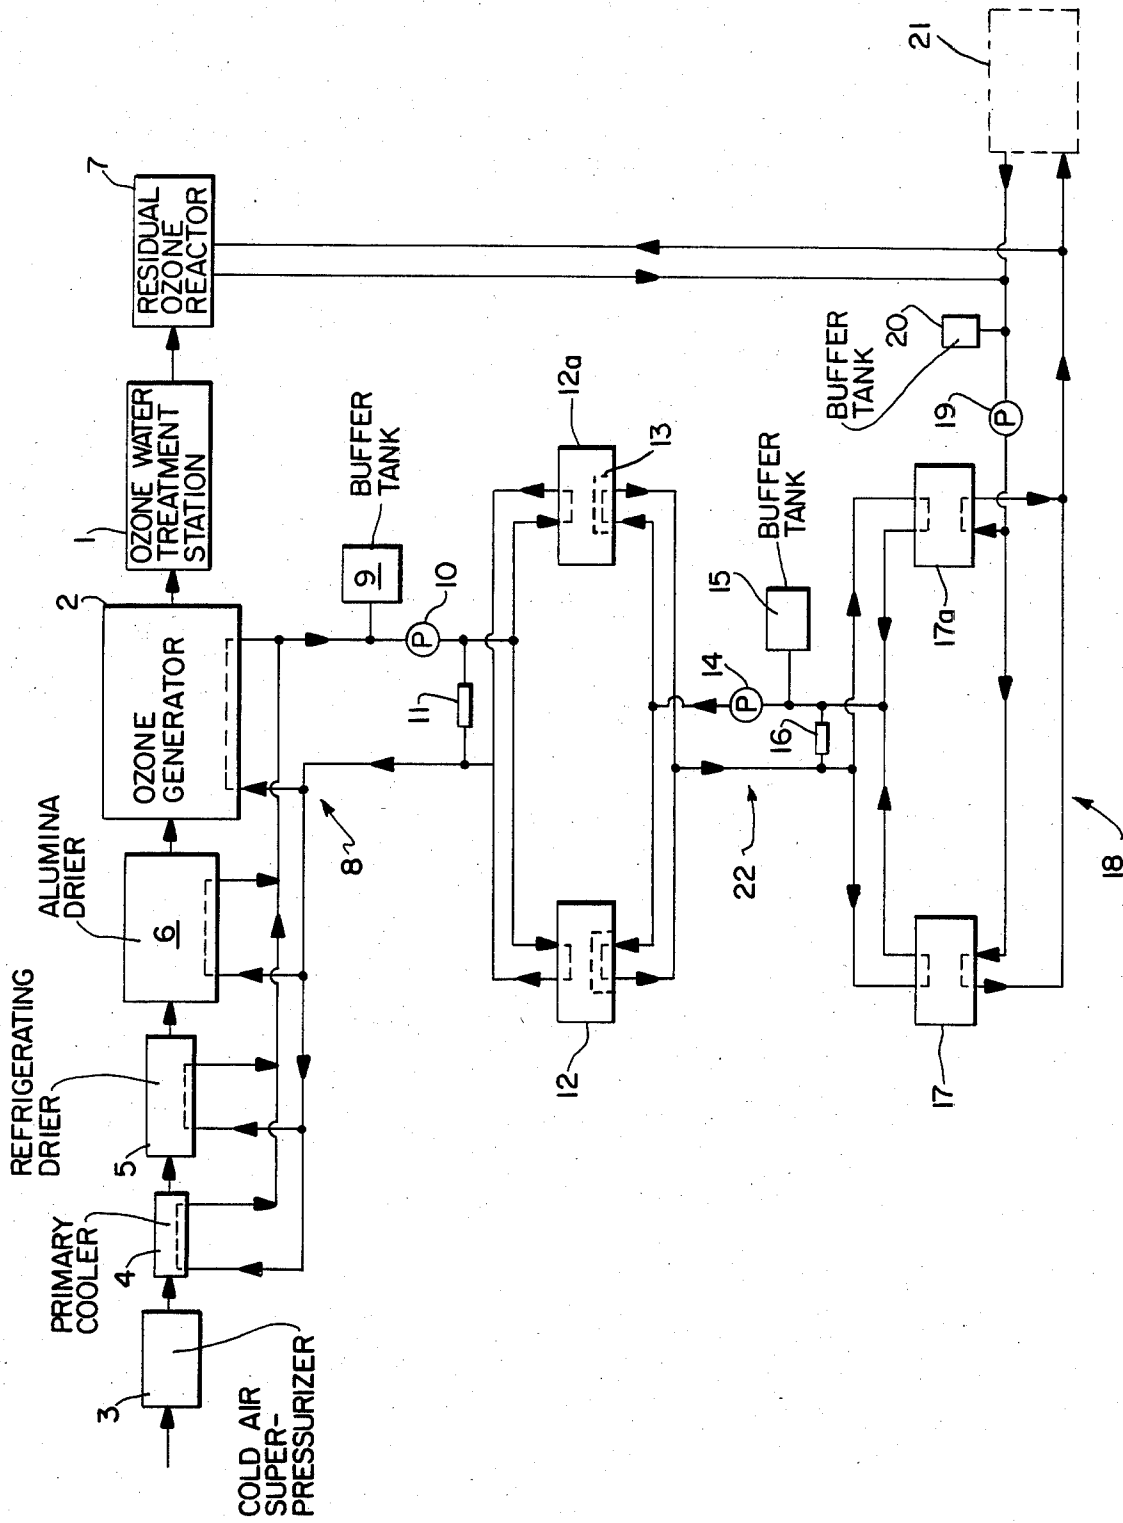 COLD AIR
SUPER-
PRESSURIZER
3
PRIMARY
COOLER
4
REFRIGERATING
DRIER
5
ALUMINA
DRIER
6
2
OZONE
GENERATOR
1
OZONE WATER
TREATMENT
STATION
7
RESIDUAL
OZONE
REACTOR
8
9
BUFFER
TANK
P
10
11
12
12a
13
P
14
15
BUFFER
TANK
16
22
17
17a
18
P
19
20
BUFFER
TANK
21